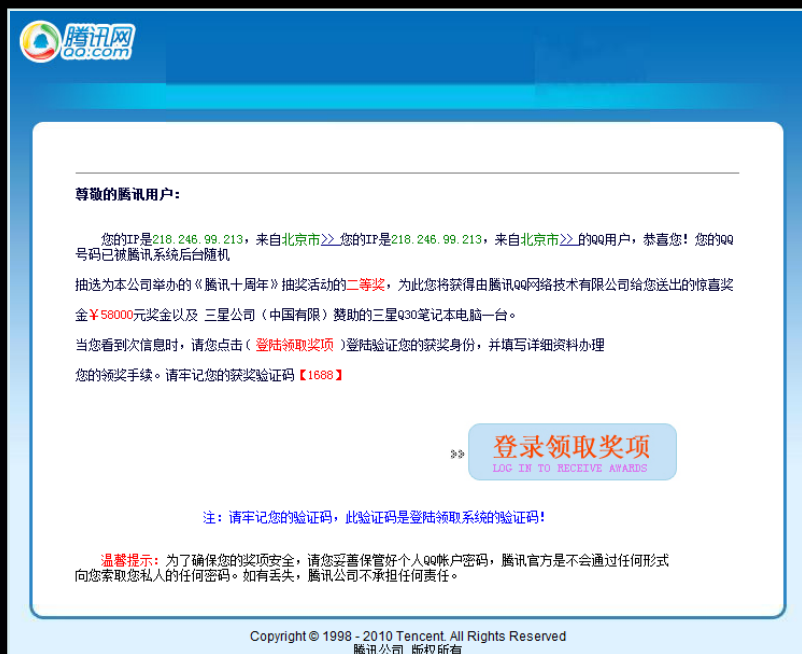 腾讯网
QQ.com
尊敬的腾讯用户：
您的IP是218.246.99.213，来自北京市>> 您的IP是218.246.99.213，来自北京市>> 的QQ用户，恭喜您！您的QQ
号码已被腾讯系统后台随机
抽选为本公司举办的《腾讯十周年》抽奖活动的二等奖，为此您将获得由腾讯QQ网络技术有限公司给您送出的惊喜奖
金￥58000元奖金以及 三星公司（中国有限）赞助的三星Q30笔记本电脑一台。
当您看到次信息时，请您点击（ 登陆领取奖项 ）登陆验证您的获奖身份，并填写详细资料办理
您的领奖手续。请牢记您的获奖验证码【1688】
>> 登录领取奖项
LOG IN TO RECEIVE AWARDS
注：请牢记您的验证码，此验证码是登陆领取系统的验证码！
温馨提示：为了确保您的奖项安全，请您妥善保管好个人QQ帐户密码，腾讯官方是不会通过任何形式
向您索取您私人的任何密码。如有丢失，腾讯公司不承担任何责任。
Copyright © 1998 - 2010 Tencent. All Rights Reserved
腾讯公司 版权所有